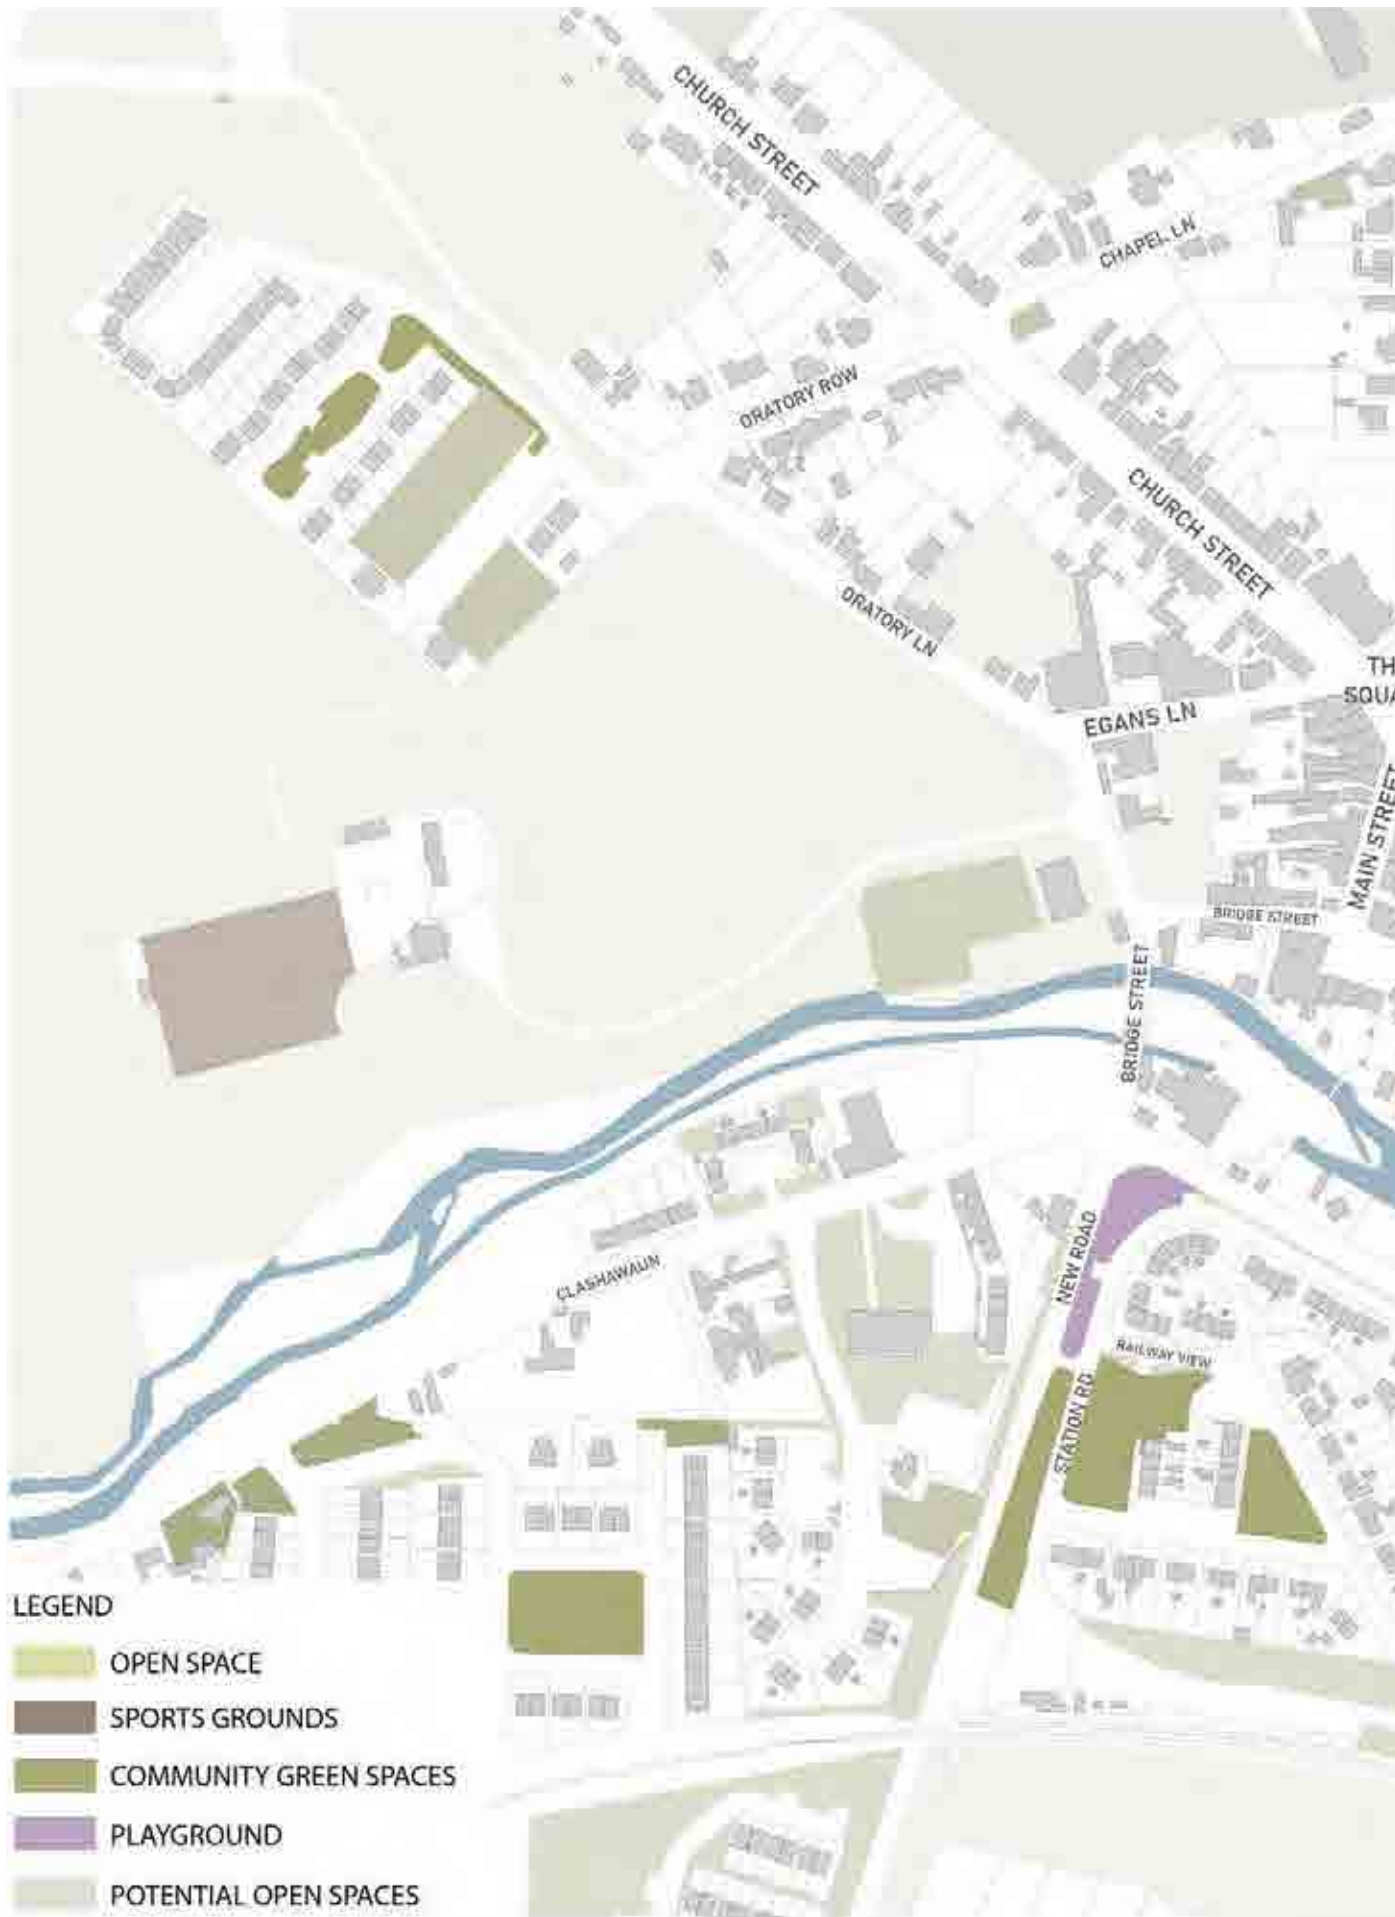 CHURCH STREET
CHAPEL LN
ORATORY ROW
CHURCH STREET
ORATORY LN
TH
SQUA
EGANS LN
MAIN STREET
BRIDGE STREET
BRIDGE STREET
NEW ROAD
CLASHAWAUN
RAILWAY VIEW
STATION RD
LEGEND
OPEN SPACE
SPORTS GROUNDS
COMMUNITY GREEN SPACES
PLAYGROUND
POTENTIAL OPEN SPACES